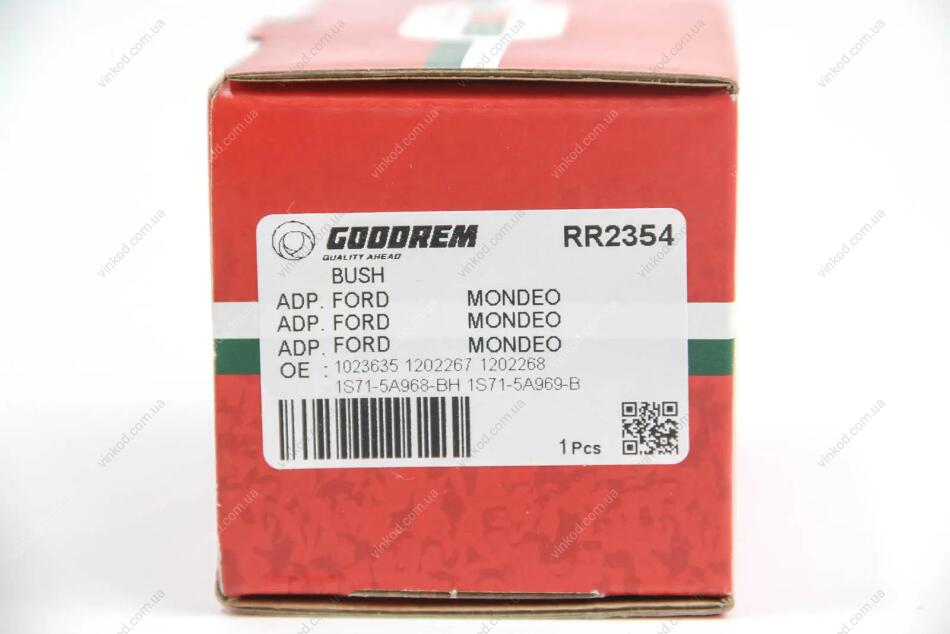 GOODREM RR2354
QUALITY AHEAD
BUSH
ADP. FORD MONDEO
ADP. FORD MONDEO
ADP. FORD MONDEO
OE : 1023635 1202267 1202268
1S71-5A968-BH 1S71-5A969-B
1 Pcs
vinkod.com.ua